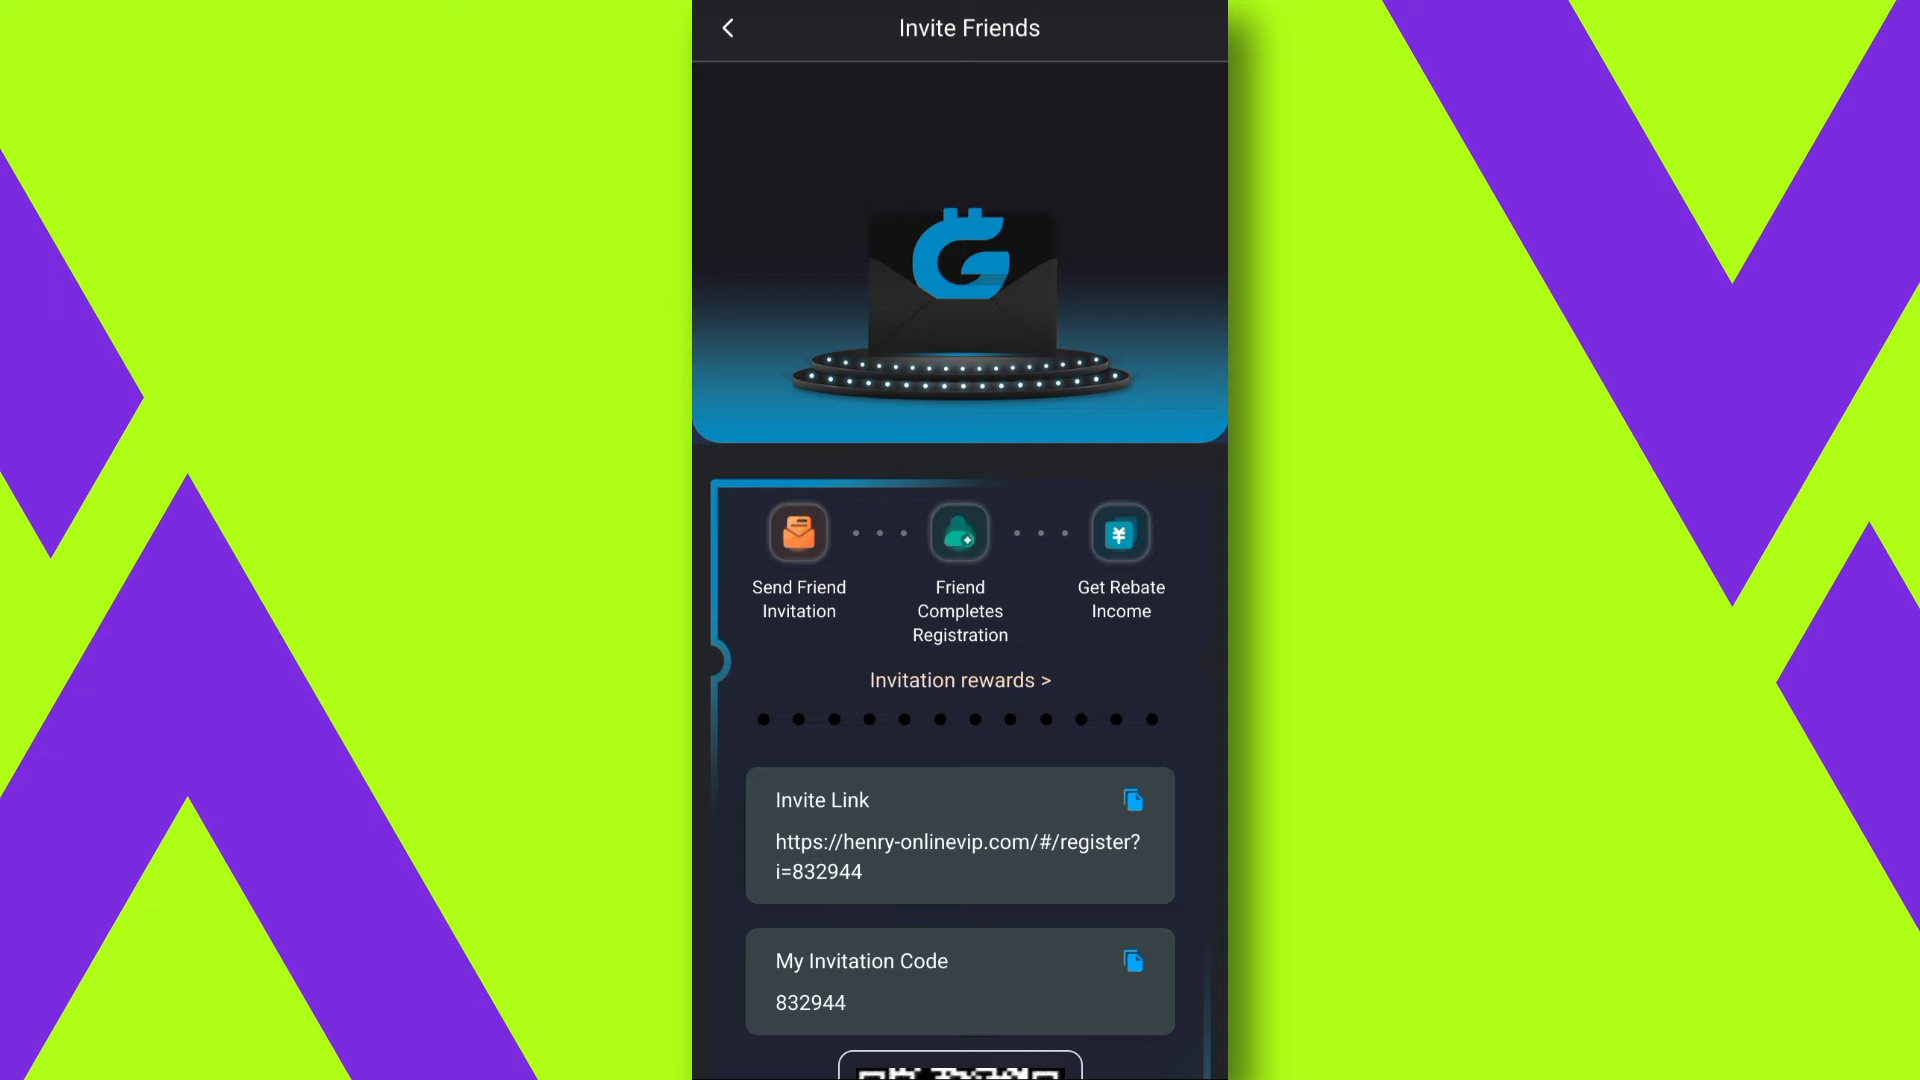 Invite Friends
Send Friend
Invitation
Friend
Completes
Registration
Get Rebate
Income
Invitation rewards >
Invite Link
https://henry-onlinevip.com/#/register?
i=832944
My Invitation Code
832944